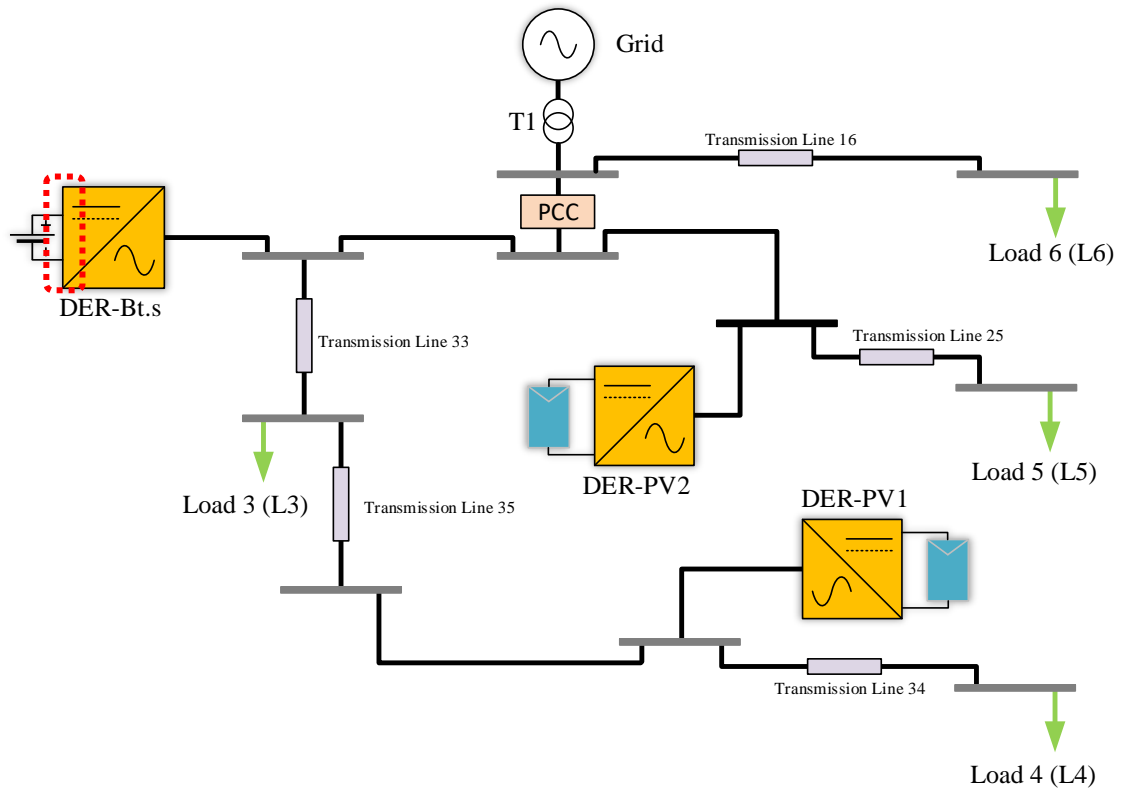 Grid
T1
Transmission Line 16
PCC
Load 6 (L6)
DER-Bt.s
Transmission Line 33
Transmission Line 25
Load 3 (L3)
DER-PV2
Load 5 (L5)
DER-PV1
Transmission Line 35
Transmission Line 34
Load 4 (L4)